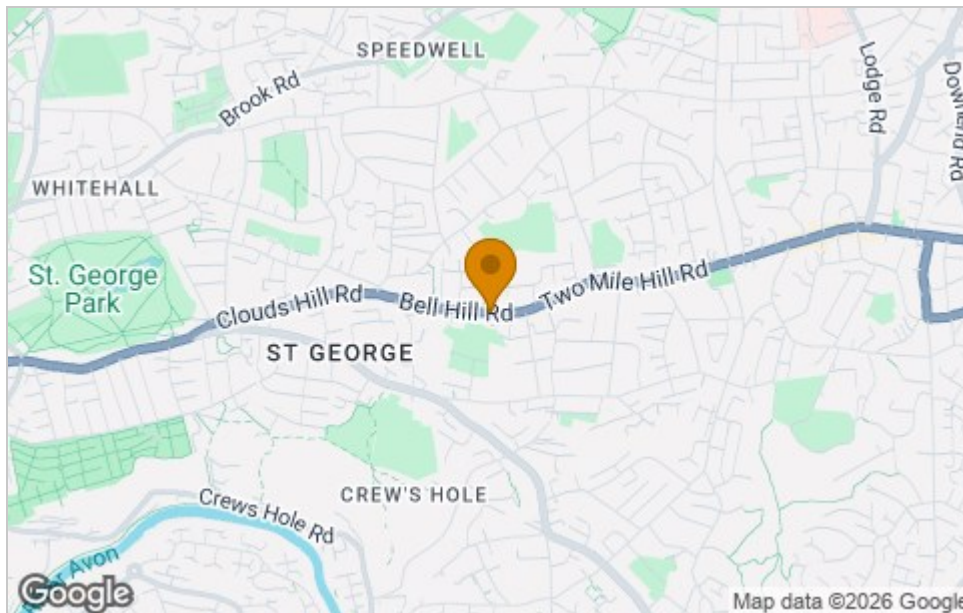 SPEEDWELL
Brook Rd
Lodge Rd
Downend Rd
WHITEHALL
St. George
Park
Clouds Hill Rd
Bell Hill Rd
Two Mile Hill Rd
ST GEORGE
CREW'S HOLE
Crews Hole Rd
Avon
Google
Map data ©2026 Google